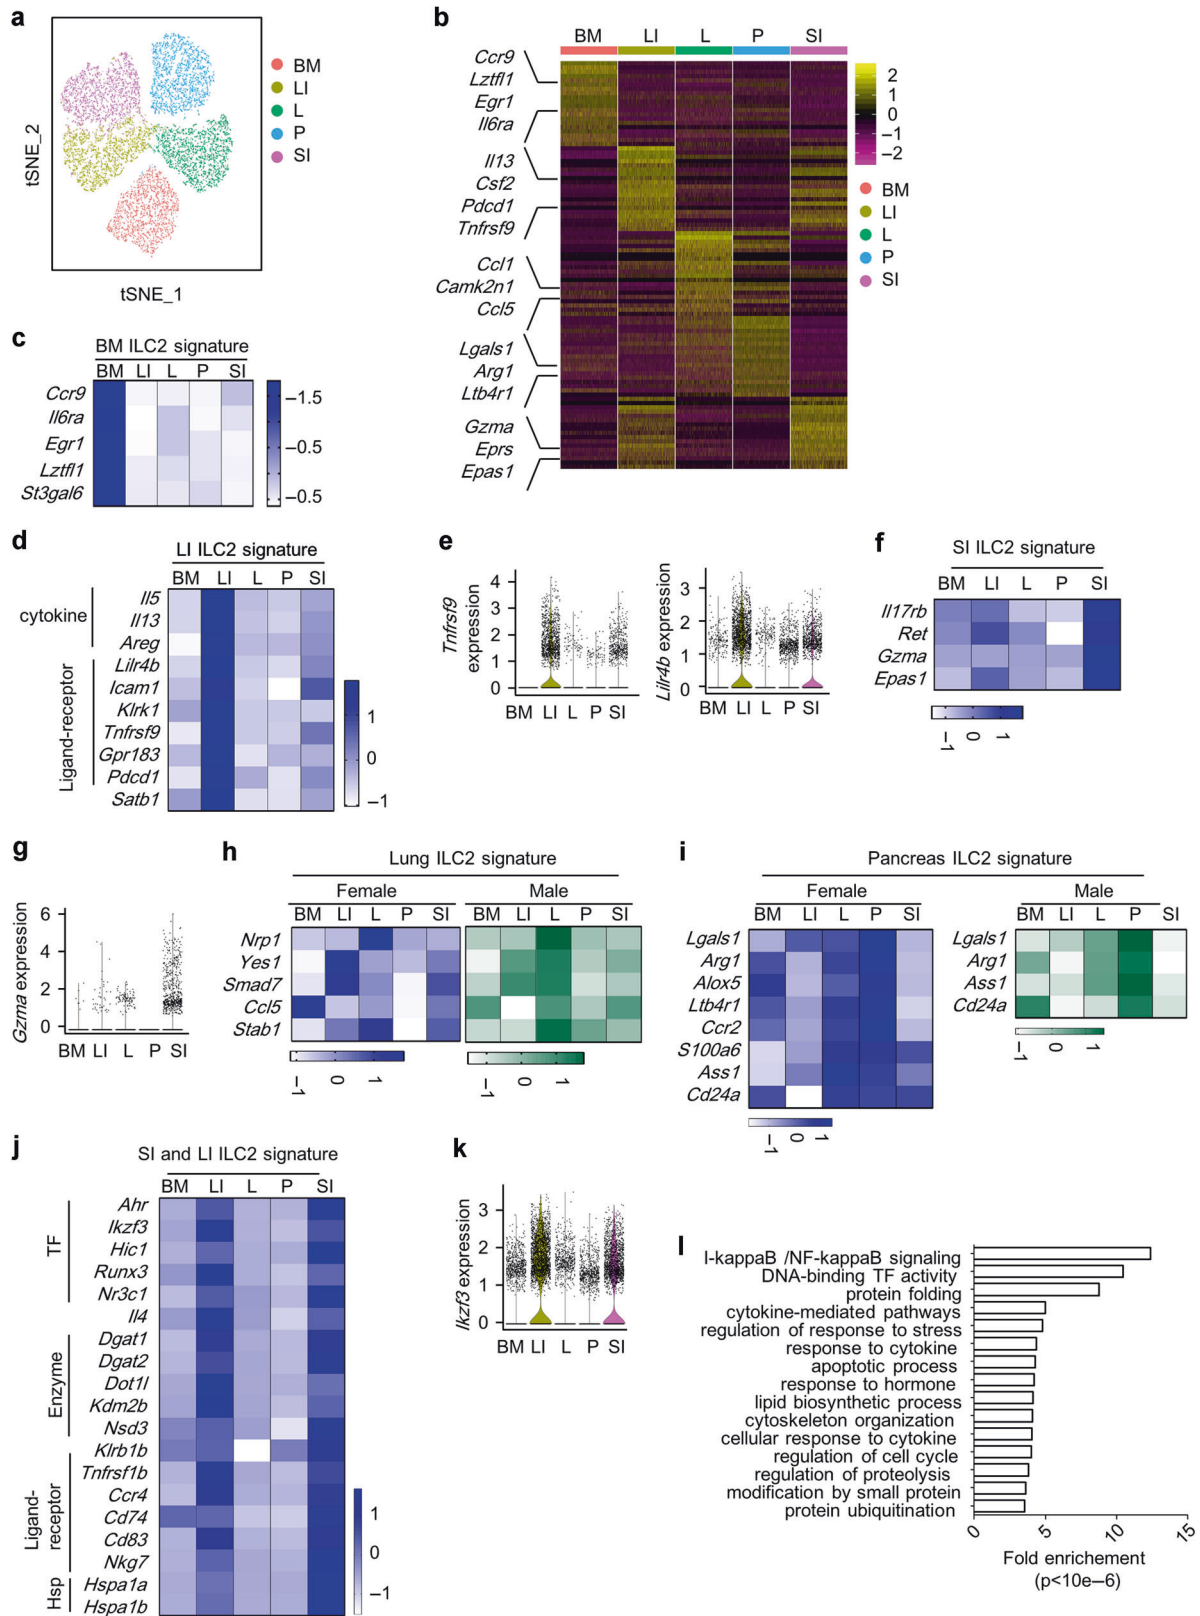 a
tSNE_2
tSNE_1
BM
LI
L
P
SI
b
BM LI L P SI
Ccr9
Lztfl1
Egr1
Il6ra
Il13
Csf2
Pdcd1
Tnfrsf9
Ccl1
Camk2n1
Ccl5
Lgals1
Arg1
Ltb4r1
Gzma
Eprs
Epas1
2
1
0
−1
−2
BM
LI
L
P
SI
c
BM ILC2 signature
BM LI L P SI
Ccr9
Il6ra
Egr1
Lztfl1
St3gal6
−1.5
−0.5
−0.5
d
LI ILC2 signature
BM LI L P SI
cytokine
Ligand-receptor
Il5
Il13
Areg
Lilr4b
Icam1
Klrk1
Tnfrsf9
Gpr183
Pdcd1
Satb1
1
0
−1
e
Tnfrsf9
expression
4
3
2
1
0
BM LI L P SI
Lilr4b
expression
3
2
1
0
BM LI L P SI
f
SI ILC2 signature
BM LI L P SI
Il17rb
Ret
Gzma
Epas1
−1 0 1
g
Gzma expression
6
4
2
0
BM LI L P SI
h
Lung ILC2 signature
Female Male
BM LI L P SI BM LI L P SI
Nrp1
Yes1
Smad7
Ccl5
Stab1
−1 0 1 −1 0 1
i
Pancreas ILC2 signature
Female Male
BM LI L P SI BM LI L P SI
Lgals1
Arg1
Alox5
Ltb4r1
Ccr2
S100a6
Ass1
Cd24a
−1 0 1
Lgals1
Arg1
Ass1
Cd24a
−1 0 1
j
SI and LI ILC2 signature
BM LI L P SI
TF
Enzyme
Ligand-
receptor
Hsp
Ahr
Ikzf3
Hic1
Runx3
Nr3c1
Il4
Dgat1
Dgat2
Dot1l
Kdm2b
Nsd3
Klrb1b
Tnfrsf1b
Ccr4
Cd74
Cd83
Nkg7
Hspa1a
Hspa1b
1
0
−1
k
Ikzf3 expression
3
2
1
0
BM LI L P SI
l
I-kappaB /NF-kappaB signaling
DNA-binding TF activity
protein folding
cytokine-mediated pathways
regulation of response to stress
response to cytokine
apoptotic process
response to hormone
lipid biosynthetic process
cytoskeleton organization
cellular response to cytokine
regulation of cell cycle
regulation of proteolysis
modification by small protein
protein ubiquitination
0 5 10 15
Fold enrichement
(p<10e−6)